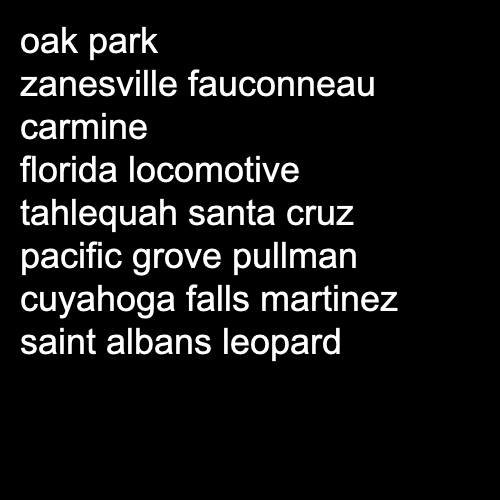 oak park
zanesville fauconneau
carmine
florida locomotive
tahlequah santa cruz
pacific grove pullman
cuyahoga falls martinez
saint albans leopard